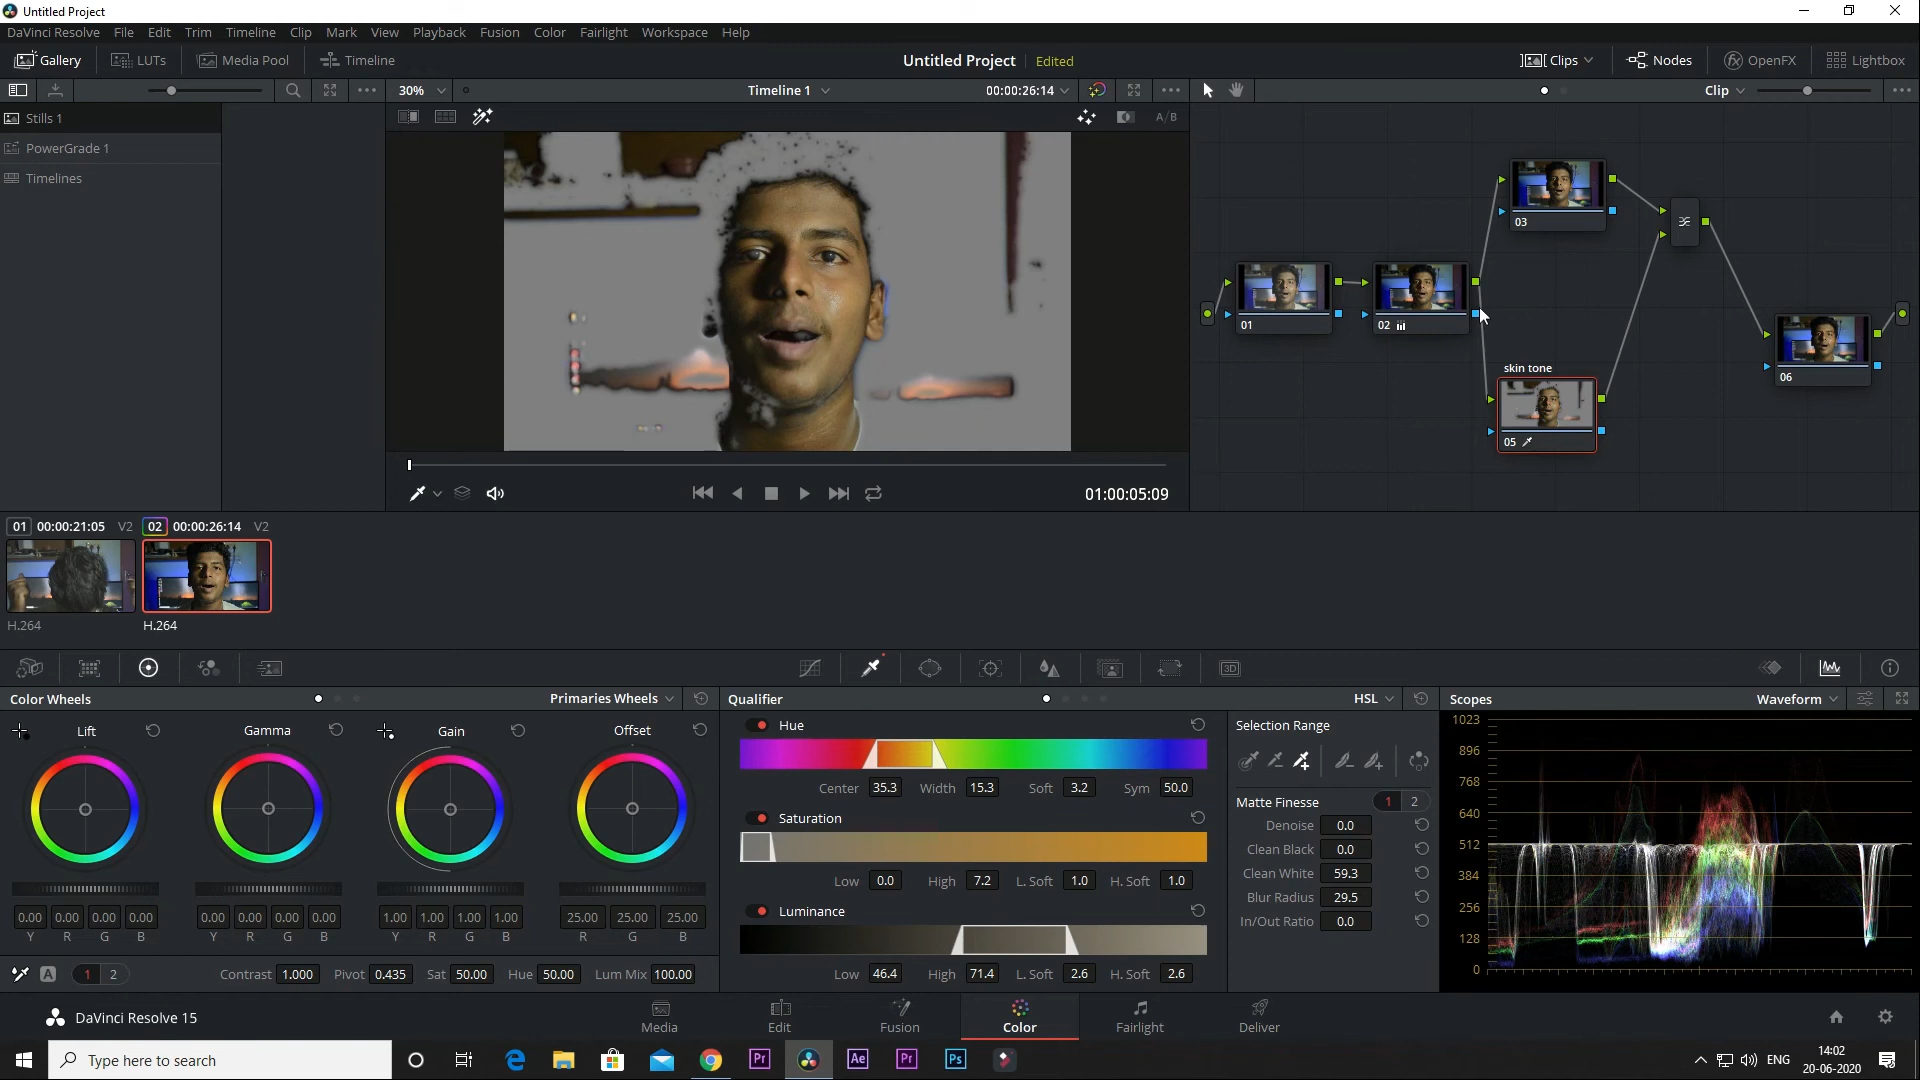 Untitled Project
DaVinci Resolve File Edit Trim Timeline Clip Mark View Playback Fusion Color Fairlight Workspace Help
Gallery LUTs Media Pool Timeline Untitled Project Edited Clips Nodes OpenFX Lightbox
30% Timeline 1 00:00:26:14 Clip
Stills 1
PowerGrade 1
Timelines
A/B
03
01
02
skin tone
05
06
01:00:05:09
01 00:00:21:05 V2 02 00:00:26:14 V2
H.264 H.264
3D
Color Wheels Primaries Wheels Qualifier HSL Scopes Waveform
Lift Gamma Gain Offset
0.00 0.00 0.00 0.00 0.00 0.00 0.00 0.00 1.00 1.00 1.00 1.00 25.00 25.00 25.00
Y R G B Y R G B Y R G B R G B
A 1 2 Contrast 1.000 Pivot 0.435 Sat 50.00 Hue 50.00 Lum Mix 100.00
Hue
Center 35.3 Width 15.3 Soft 3.2 Sym 50.0
Saturation
Low 0.0 High 7.2 L. Soft 1.0 H. Soft 1.0
Luminance
Low 46.4 High 71.4 L. Soft 2.6 H. Soft 2.6
Selection Range
Matte Finesse 1 2
Denoise 0.0
Clean Black 0.0
Clean White 59.3
Blur Radius 29.5
In/Out Ratio 0.0
1023
896
768
640
512
384
256
128
0
DaVinci Resolve 15 Media Edit Fusion Color Fairlight Deliver
Type here to search Pr Ae Pr Ps ENG 14:02
20-06-2020